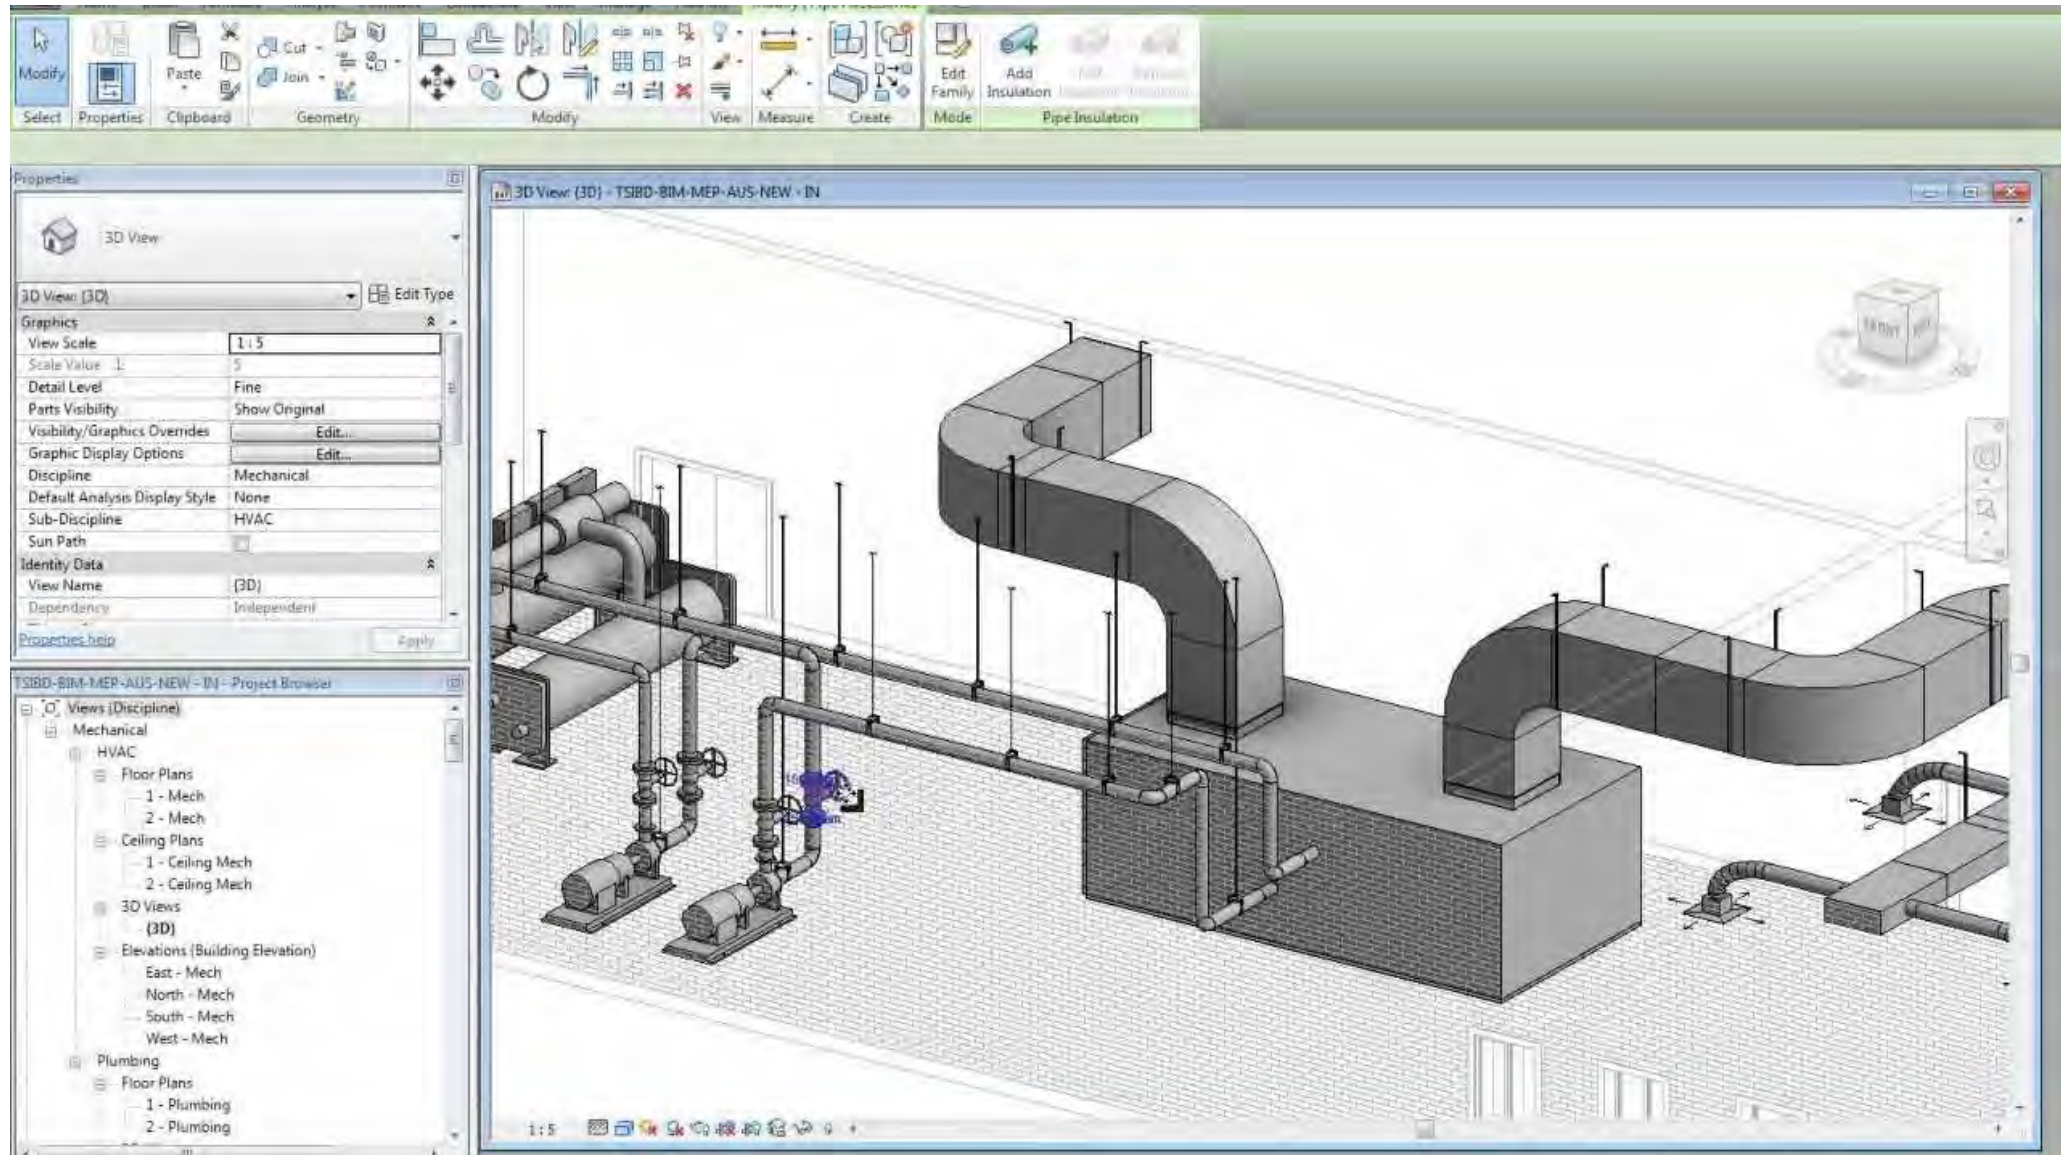 Modify
Paste
Cut
Join
Edit
Family
Add
Insulation
Select
Properties
Clipboard
Geometry
Modify
View
Measure
Create
Mode
Pipe Insulation
Properties
3D View
3D View: {3D}
Edit Type
Graphics
View Scale 1 : 5
Scale Value 1: 5
Detail Level Fine
Parts Visibility Show Original
Visibility/Graphics Overrides Edit...
Graphic Display Options Edit...
Discipline Mechanical
Default Analysis Display Style None
Sub-Discipline HVAC
Sun Path
Identity Data
View Name {3D}
Dependency Independent
Properties help
Apply
TSIBD-BIM-MEP-AUS-NEW - IN - Project Browser
Views (Discipline)
Mechanical
HVAC
Floor Plans
1 - Mech
2 - Mech
Ceiling Plans
1 - Ceiling Mech
2 - Ceiling Mech
3D Views
{3D}
Elevations (Building Elevation)
East - Mech
North - Mech
South - Mech
West - Mech
Plumbing
Floor Plans
1 - Plumbing
2 - Plumbing
3D View: {3D} - TSIBD-BIM-MEP-AUS-NEW - IN
FRONT
1 : 5